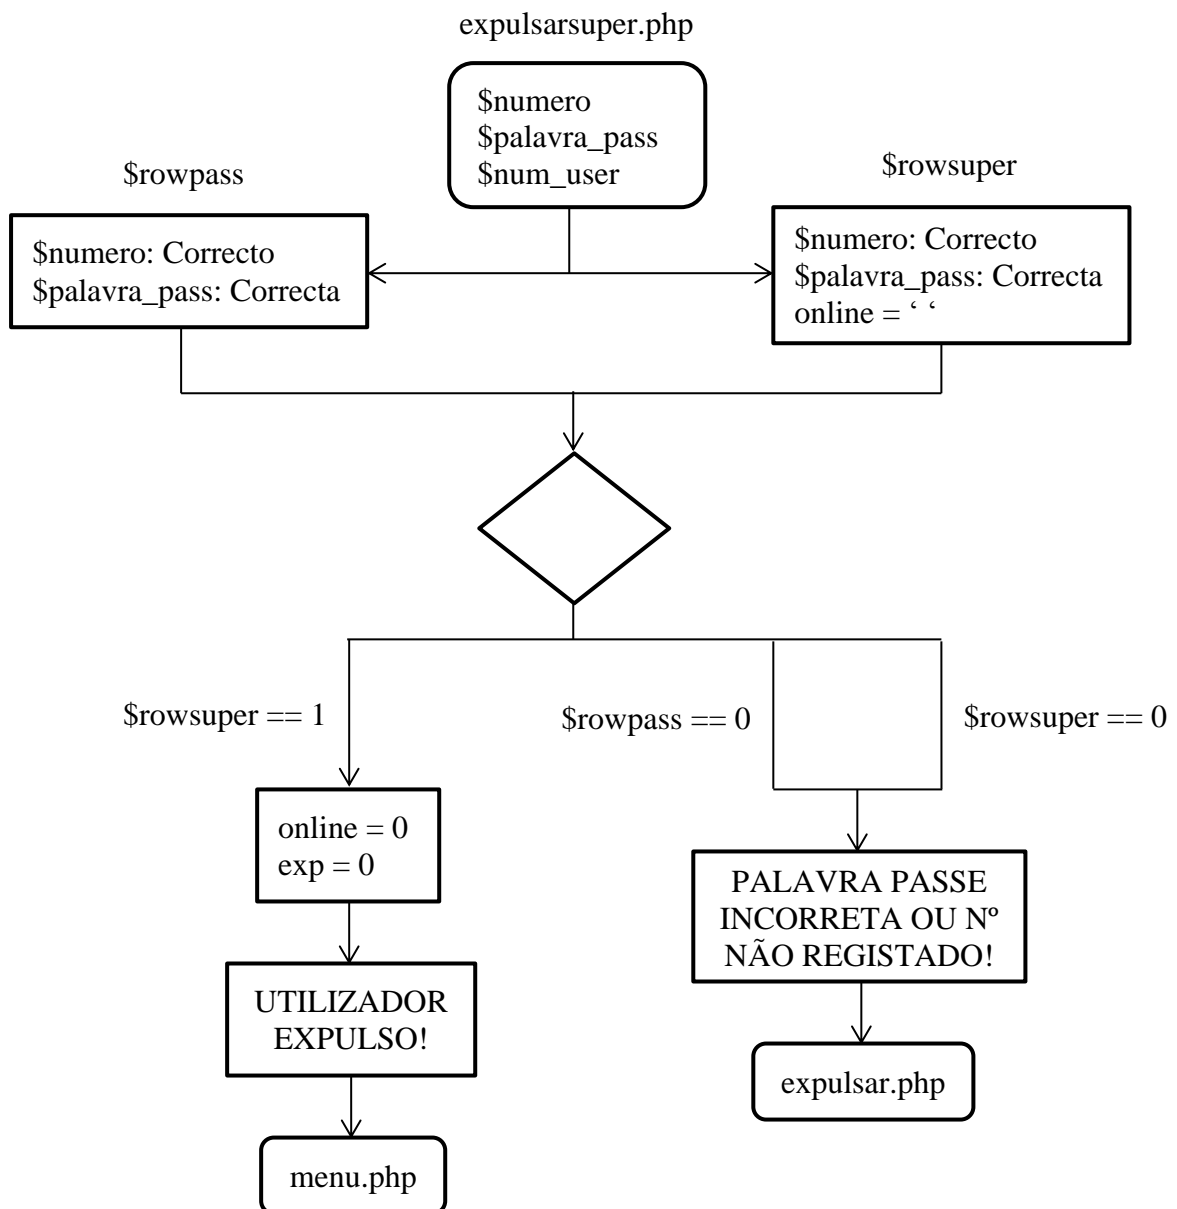 expulsarsuper.php
$numero
$palavra_pass
$num_user
$rowpass
$rowsuper
$numero: Correcto
$palavra_pass: Correcta
$numero: Correcto
$palavra_pass: Correcta
online = ‘ ‘
$rowsuper == 1
$rowpass == 0
$rowsuper == 0
online = 0
exp = 0
PALAVRA PASSE
INCORRETA OU Nº
NÃO REGISTADO!
UTILIZADOR
EXPULSO!
expulsar.php
menu.php